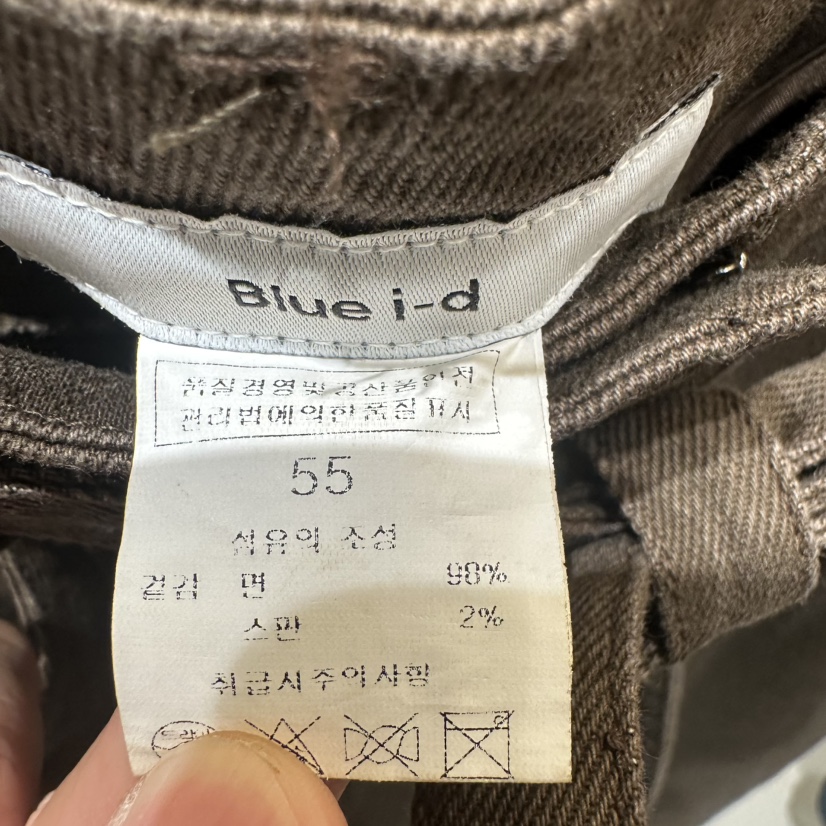 Blue i-d
품질경영및공산품안전
관리법에의한품질표시
55
섬유의 조성
겉감 면 98%
스판 2%
취급시주의사항